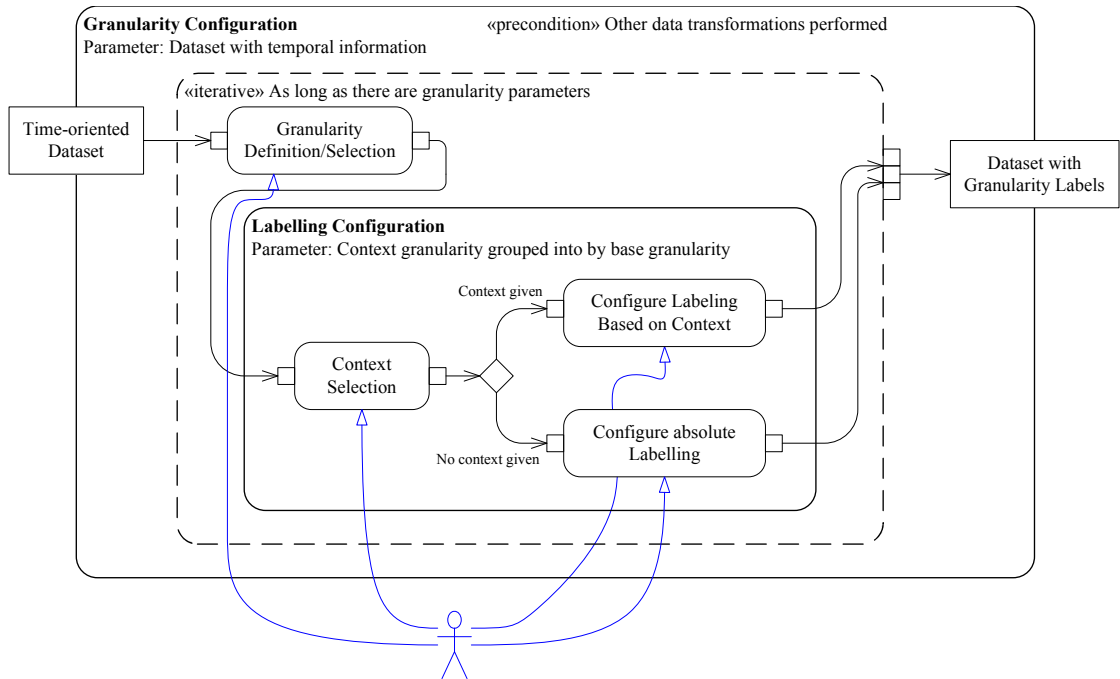 Granularity Configuration
«precondition» Other data transformations performed
Parameter: Dataset with temporal information
«iterative» As long as there are granularity parameters
Time-oriented
Dataset
Granularity
Definition/Selection
Dataset with
Granularity Labels
Labelling Configuration
Parameter: Context granularity grouped into by base granularity
Context given
Configure Labeling
Based on Context
Context
Selection
No context given
Configure absolute
Labelling